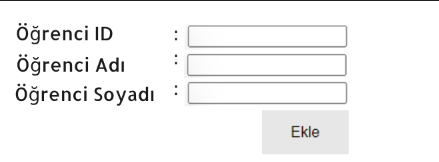 Öğrenci ID :
Öğrenci Adı :
Öğrenci Soyadı :
Ekle